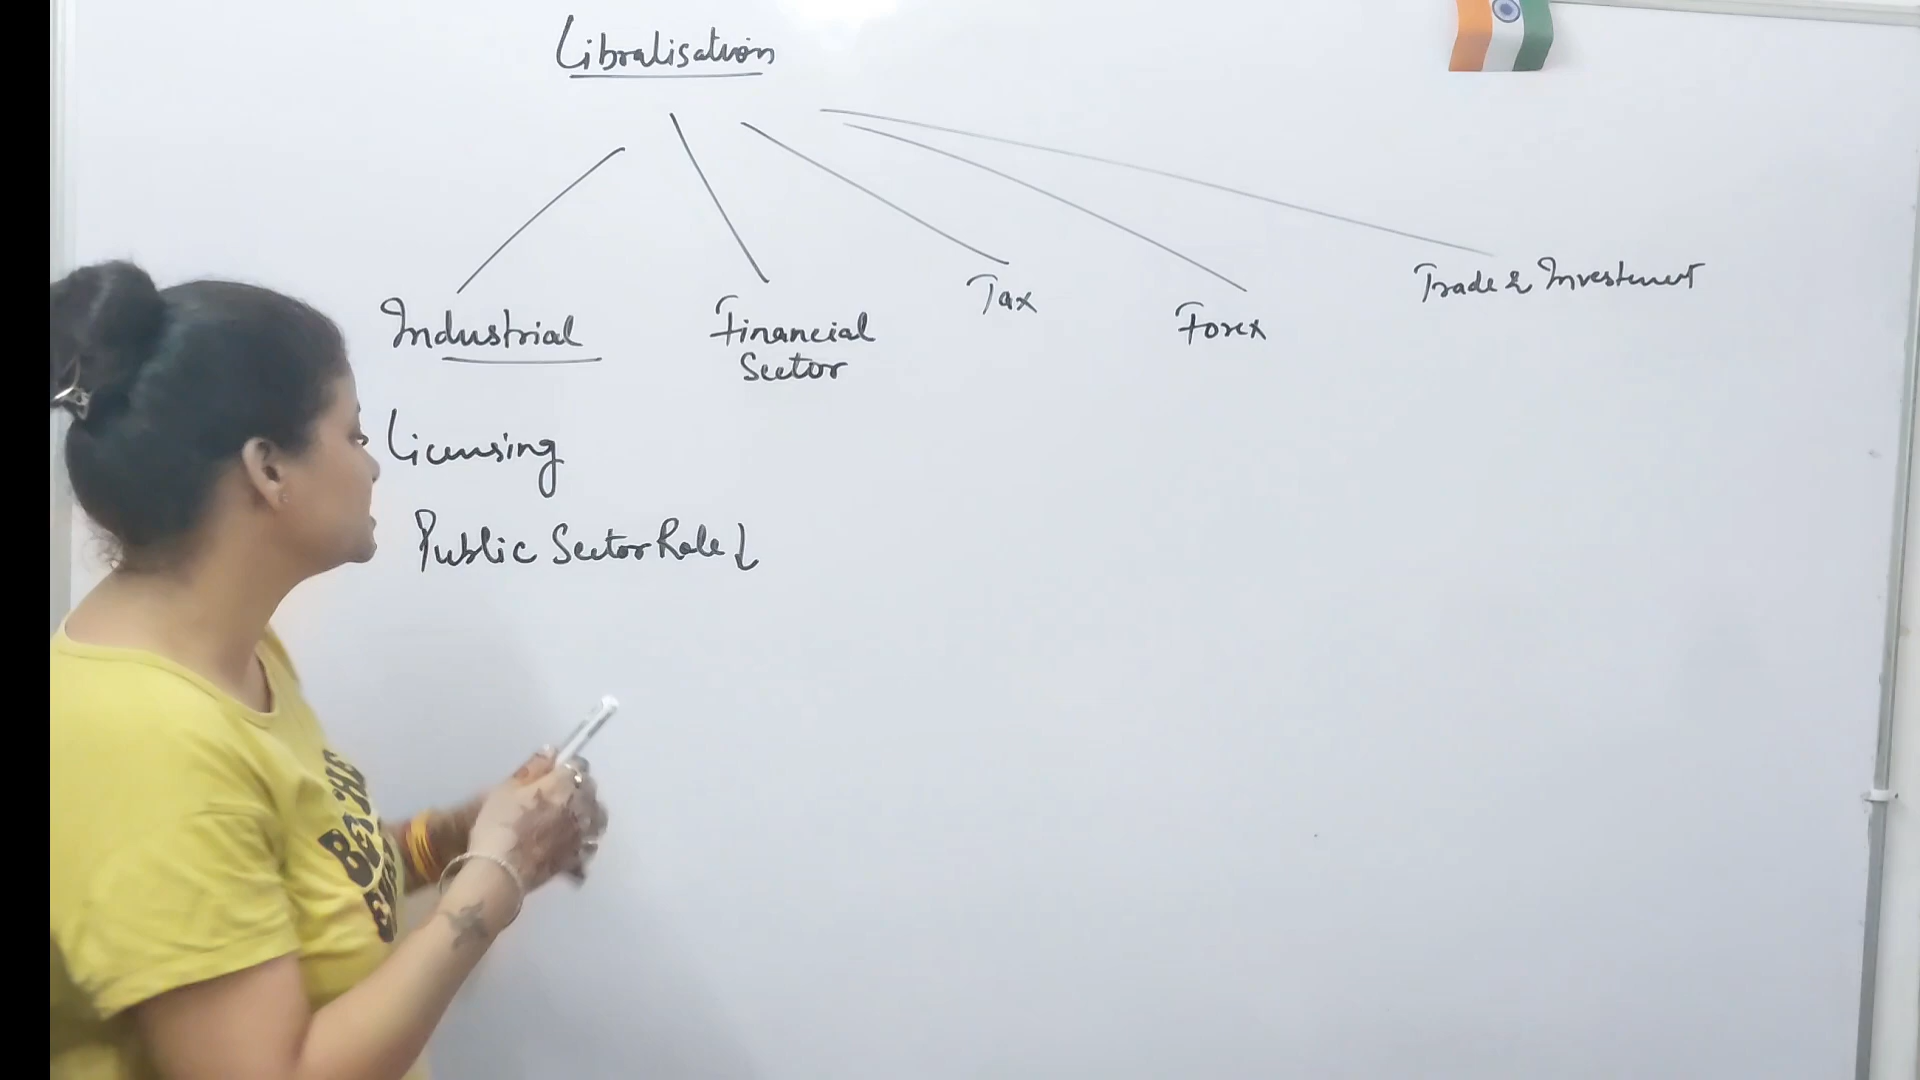 Libralisation
Industrial
Financial
Sector
Tax
Forex
Trade & Investment
Licensing
Public Sector Role ↓